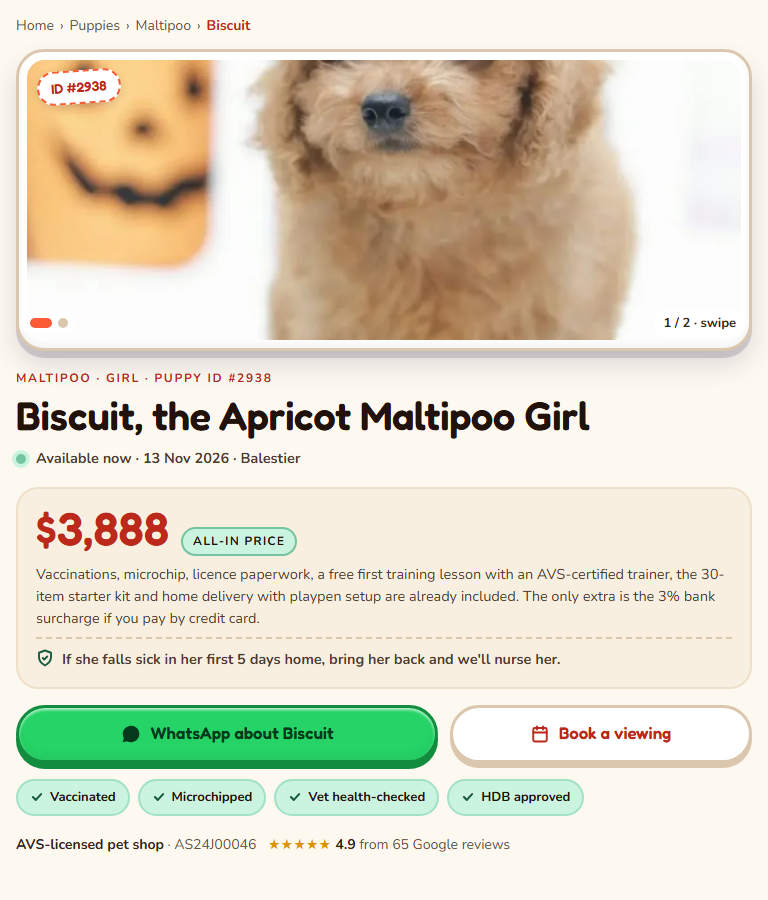 Home › Puppies › Maltipoo › Biscuit
ID #2938
1 / 2 · swipe
MALTIPOO · GIRL · PUPPY ID #2938
Biscuit, the Apricot Maltipoo Girl
Available now · 13 Nov 2026 · Balestier
$3,888 ALL-IN PRICE
Vaccinations, microchip, licence paperwork, a free first training lesson with an AVS-certified trainer, the 30-
item starter kit and home delivery with playpen setup are already included. The only extra is the 3% bank
surcharge if you pay by credit card.
If she falls sick in her first 5 days home, bring her back and we'll nurse her.
WhatsApp about Biscuit Book a viewing
Vaccinated Microchipped Vet health-checked HDB approved
AVS-licensed pet shop · AS24J00046 ★★★★★ 4.9 from 65 Google reviews